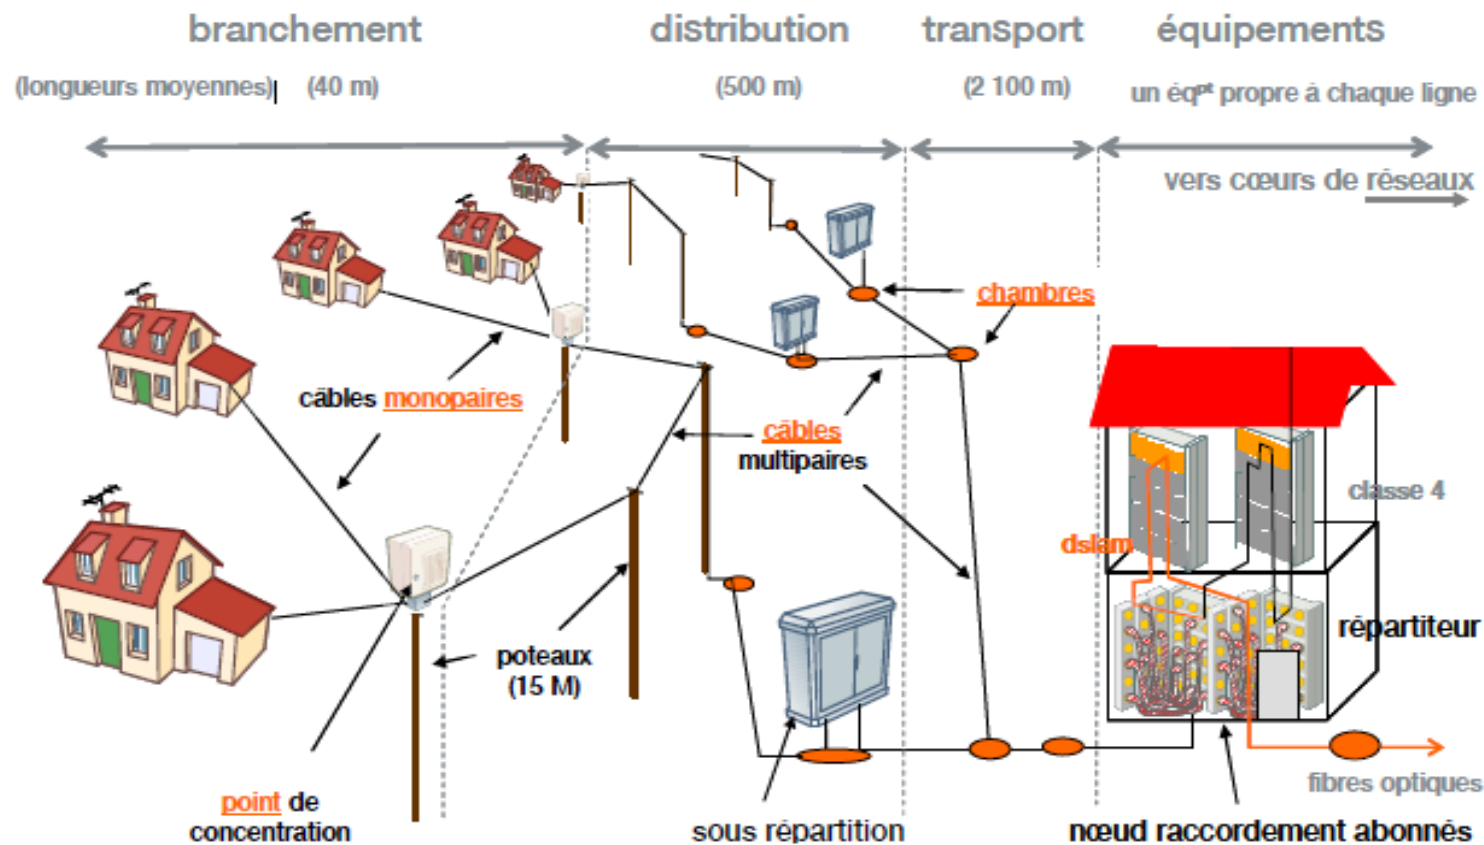 branchement distribution transport équipements
(longueurs moyennes) (40 m) (500 m) (2 100 m) un éqᵖᵗ propre à chaque ligne
vers cœurs de réseaux
chambres
câbles monopaires
câbles
multipaires
classe 4
dslam
répartiteur
poteaux
(15 M)
fibres optiques
point de
concentration
sous répartition
nœud raccordement abonnés